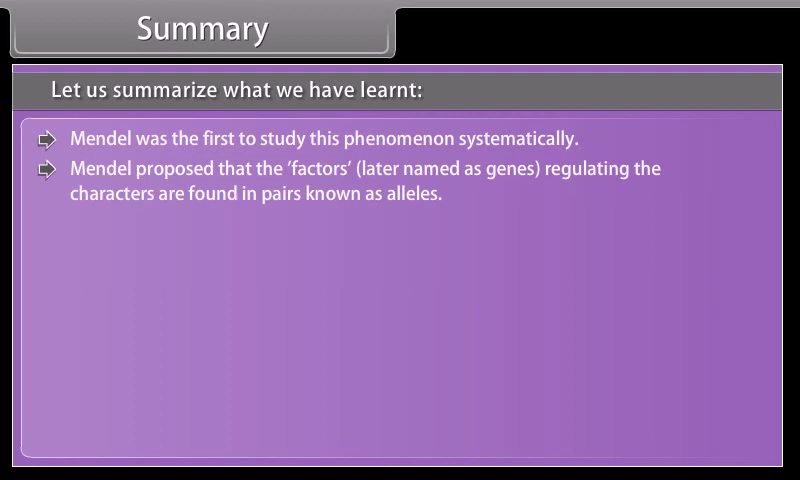 Summary
Let us summarize what we have learnt:
Mendel was the first to study this phenomenon systematically.
Mendel proposed that the ‘factors’ (later named as genes) regulating the
characters are found in pairs known as alleles.